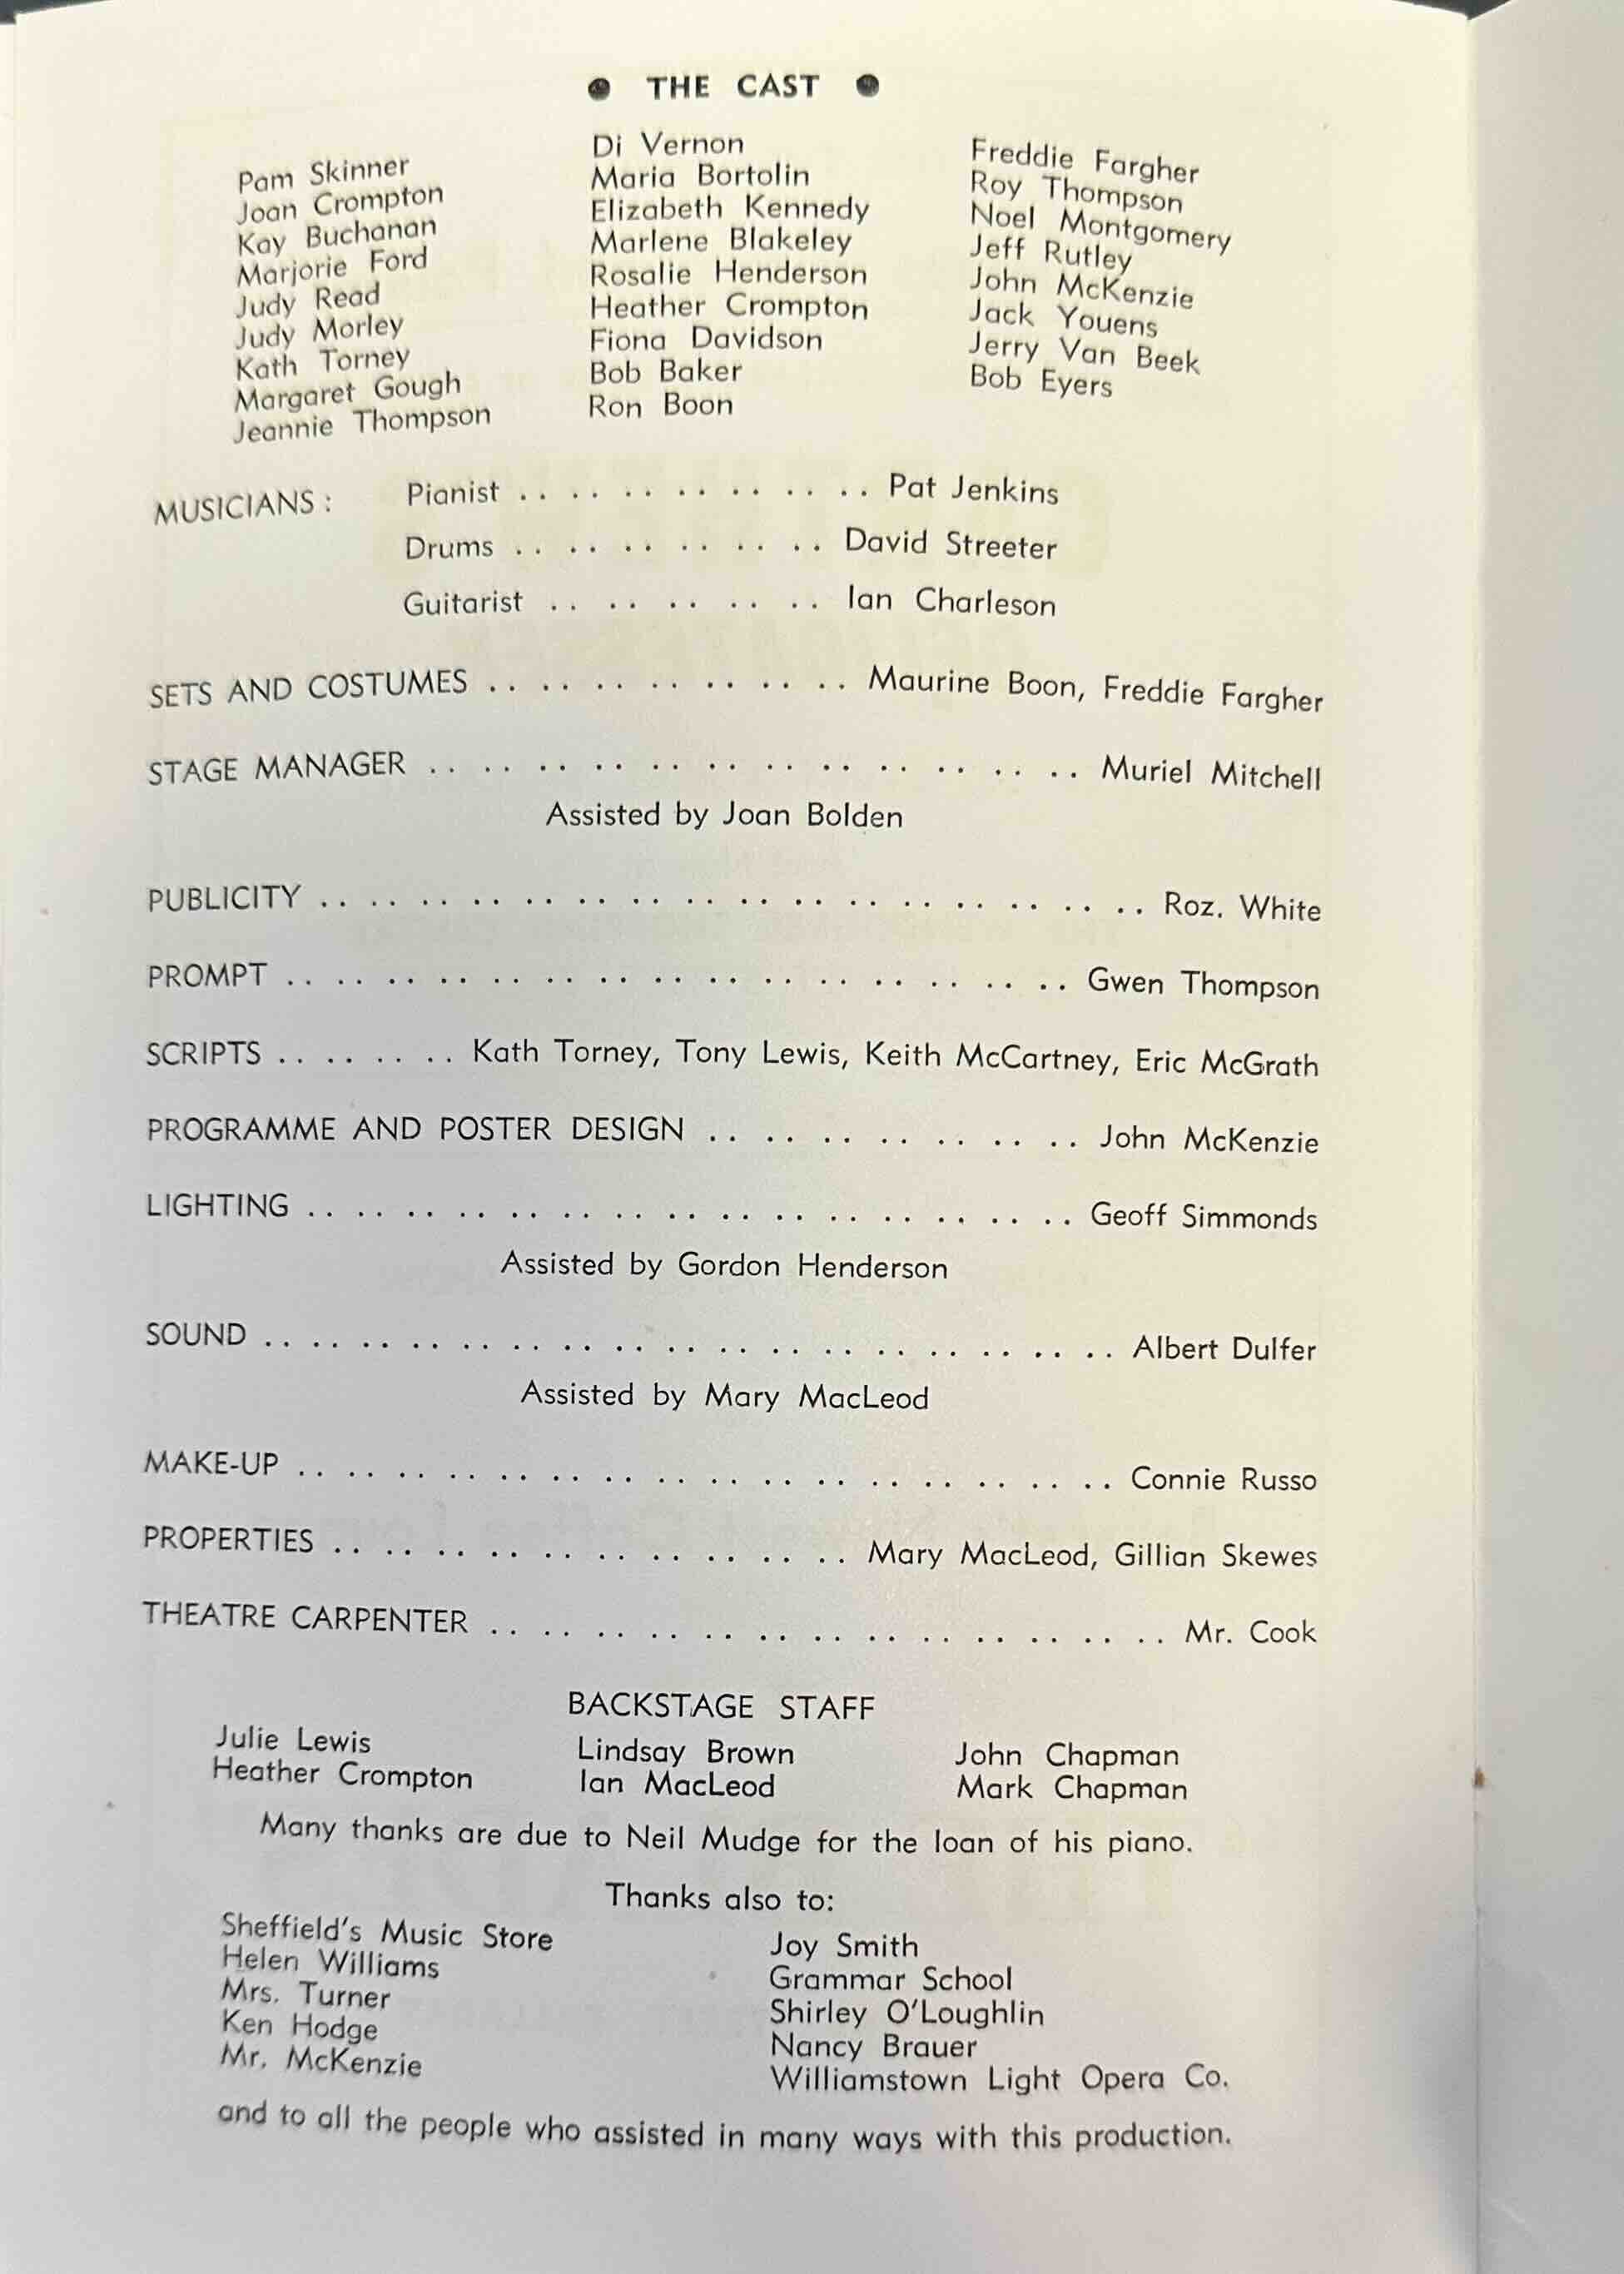 ● THE CAST ●
Pam Skinner
Joan Crompton
Kay Buchanan
Marjorie Ford
Judy Read
Judy Morley
Kath Torney
Margaret Gough
Jeannie Thompson
Di Vernon
Maria Bortolin
Elizabeth Kennedy
Marlene Blakeley
Rosalie Henderson
Heather Crompton
Fiona Davidson
Bob Baker
Ron Boon
Freddie Fargher
Roy Thompson
Noel Montgomery
Jeff Rutley
John McKenzie
Jack Youens
Jerry Van Beek
Bob Eyers
MUSICIANS: Pianist .. .. .. .. .. .. .. Pat Jenkins
Drums .. .. .. .. .. .. David Streeter
Guitarist .. .. .. .. .. Ian Charleson
SETS AND COSTUMES .. .. .. .. .. .. .. Maurine Boon, Freddie Fargher
STAGE MANAGER .. .. .. .. .. .. .. .. .. .. .. .. Muriel Mitchell
Assisted by Joan Bolden
PUBLICITY .. .. .. .. .. .. .. .. .. .. .. .. .. .. .. .. Roz. White
PROMPT .. .. .. .. .. .. .. .. .. .. .. .. .. .. .. Gwen Thompson
SCRIPTS .. .. .. .. Kath Torney, Tony Lewis, Keith McCartney, Eric McGrath
PROGRAMME AND POSTER DESIGN .. .. .. .. .. .. .. John McKenzie
LIGHTING .. .. .. .. .. .. .. .. .. .. .. .. .. .. .. Geoff Simmonds
Assisted by Gordon Henderson
SOUND .. .. .. .. .. .. .. .. .. .. .. .. .. .. .. .. .. Albert Dulfer
Assisted by Mary MacLeod
MAKE-UP .. .. .. .. .. .. .. .. .. .. .. .. .. .. .. .. Connie Russo
PROPERTIES .. .. .. .. .. .. .. .. .. .. Mary MacLeod, Gillian Skewes
THEATRE CARPENTER .. .. .. .. .. .. .. .. .. .. .. .. .. Mr. Cook
BACKSTAGE STAFF
Julie Lewis
Heather Crompton
Lindsay Brown
Ian MacLeod
John Chapman
Mark Chapman
Many thanks are due to Neil Mudge for the loan of his piano.
Thanks also to:
Sheffield's Music Store
Helen Williams
Mrs. Turner
Ken Hodge
Mr. McKenzie
Joy Smith
Grammar School
Shirley O'Loughlin
Nancy Brauer
Williamstown Light Opera Co.
and to all the people who assisted in many ways with this production.